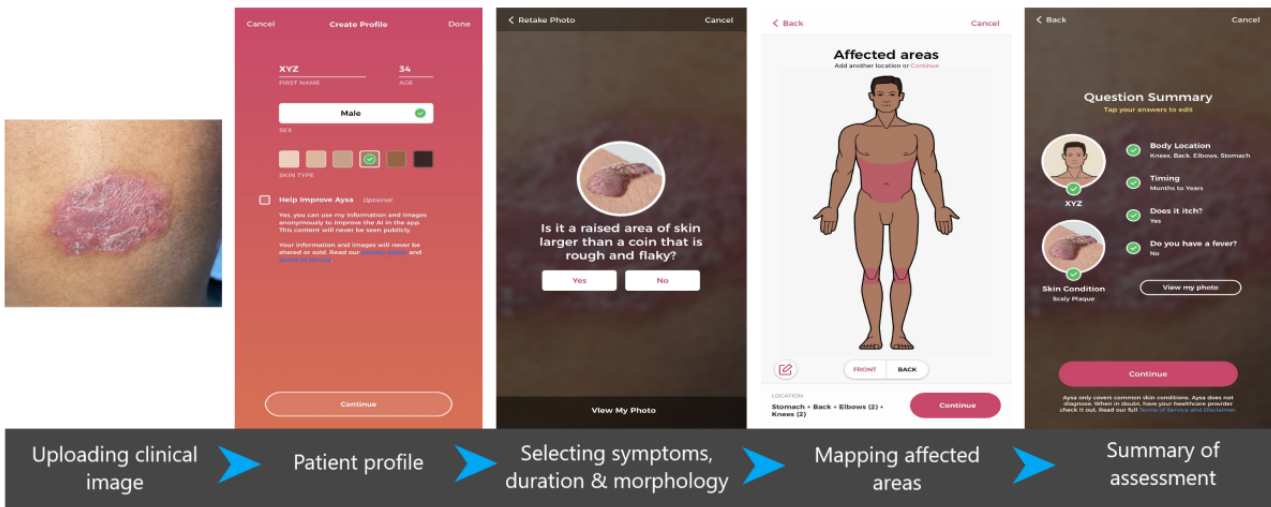 Cancel
Create Profile
Done
XYZ
34
FIRST NAME
AGE
Male
SEX
SKIN TYPE
Help Improve Aysa Optional
Yes, you can use my information and images
anonymously to improve the AI in the app.
This content will never be seen publicly.
Your information and images will never be
shared or sold. Read our privacy policy and
terms of service.
Continue
Retake Photo
Cancel
Is it a raised area of skin
larger than a coin that is
rough and flaky?
Yes
No
View My Photo
Back
Cancel
Affected areas
Add another location or Continue
FRONT
BACK
LOCATION
Stomach + Back + Elbows (2) +
Knees (2)
Continue
Back
Cancel
Question Summary
Tap your answers to edit
XYZ
Skin Condition
Scaly Plaque
Body Location
Knees, Back, Elbows, Stomach
Timing
Months to Years
Does it itch?
Yes
Do you have a fever?
No
View my photo
Continue
Aysa only covers common skin conditions. Aysa does not
diagnose. When in doubt, have your healthcare provider
check it out. Read our full Terms of Service and Disclaimer.
Uploading clinical
image
Patient profile
Selecting symptoms,
duration & morphology
Mapping affected
areas
Summary of
assessment